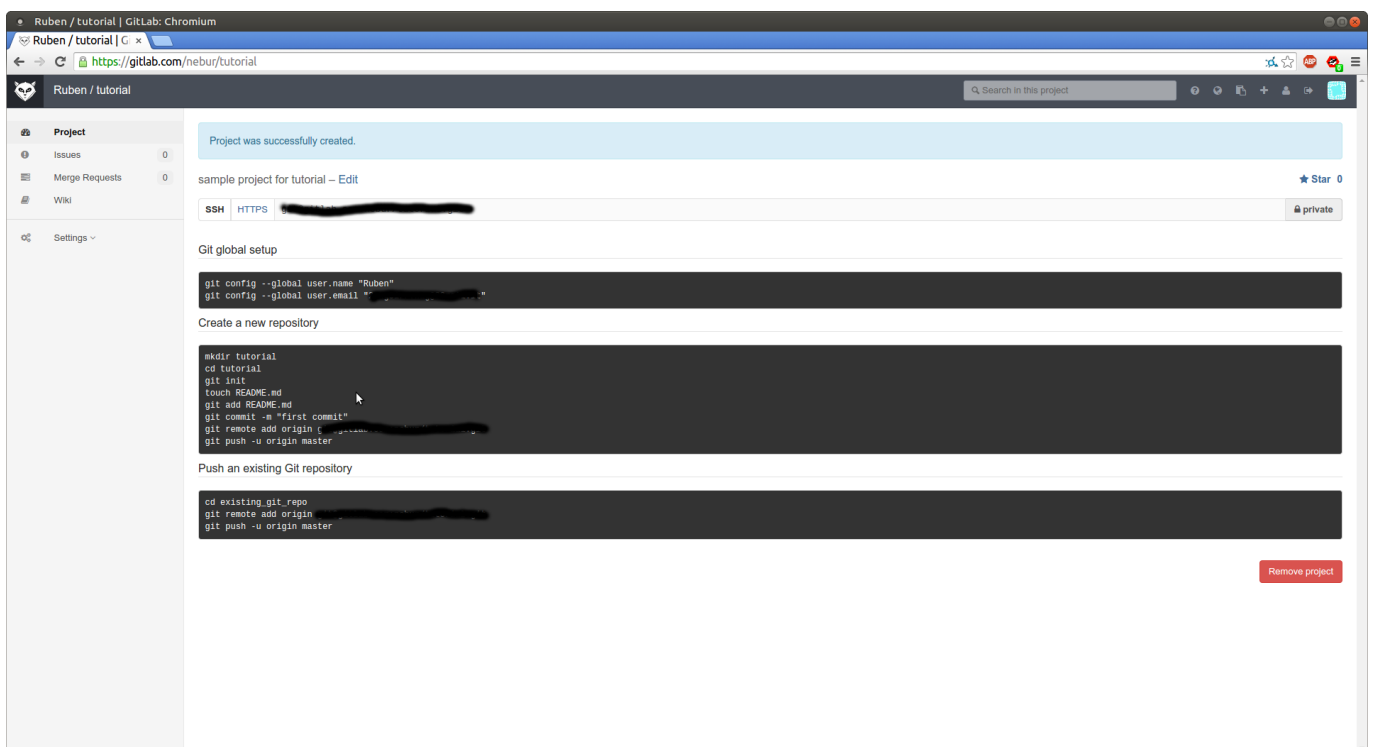 Ruben / tutorial | GitLab: Chromium
Ruben / tutorial | G
https://gitlab.com/nebur/tutorial
ABP
Ruben / tutorial
Search in this project
Project
Issues 0
Merge Requests 0
Wiki
Settings
Project was successfully created.
sample project for tutorial – Edit
Star 0
SSH HTTPS
private
Git global setup
git config --global user.name "Ruben"
git config --global user.email " "
Create a new repository
mkdir tutorial
cd tutorial
git init
touch README.md
git add README.md
git commit -m "first commit"
git remote add origin
git push -u origin master
Push an existing Git repository
cd existing_git_repo
git remote add origin
git push -u origin master
Remove project